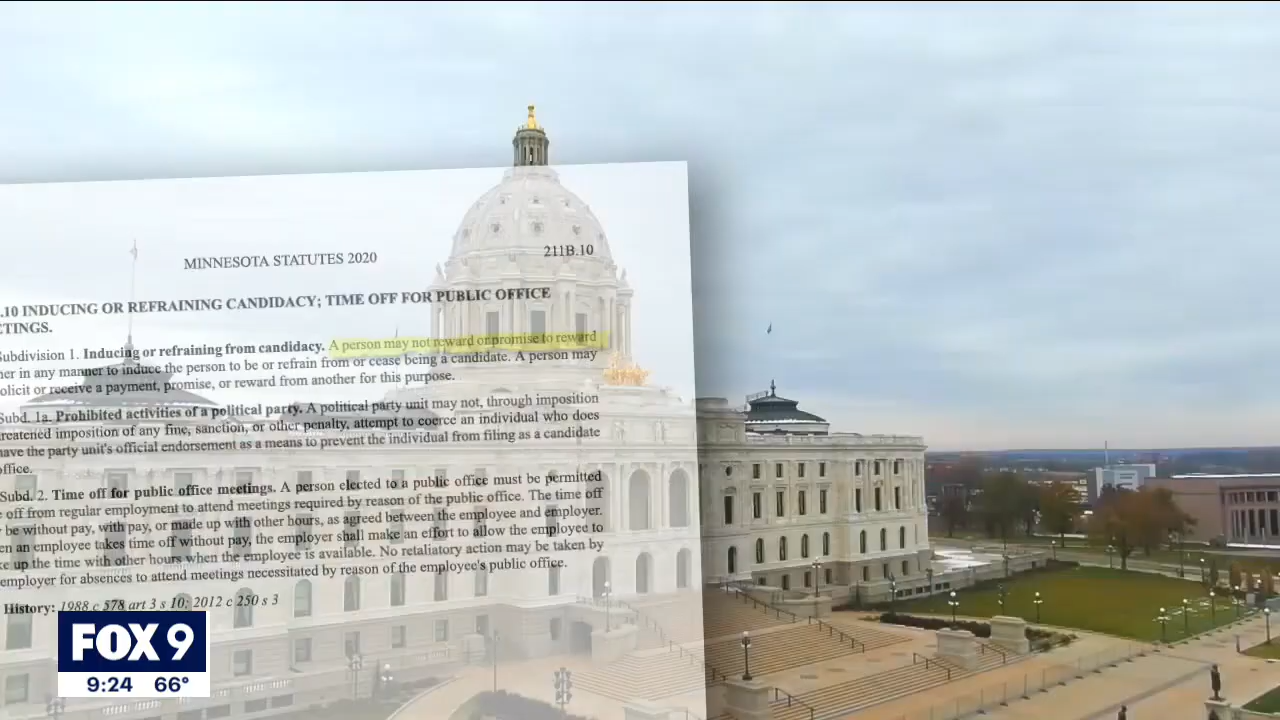 MINNESOTA STATUTES 2020
211B.10
.10 INDUCING OR REFRAINING CANDIDACY; TIME OFF FOR PUBLIC OFFICE
ETINGS.
Subdivision 1. Inducing or refraining from candidacy. A person may not reward or promise to reward
her in any manner to induce the person to be or refrain from or cease being a candidate. A person may
olicit or receive a payment, promise, or reward from another for this purpose.
Subd. 1a. Prohibited activities of a political party. A political party unit may not, through imposition
reatened imposition of any fine, sanction, or other penalty, attempt to coerce an individual who does
have the party unit's official endorsement as a means to prevent the individual from filing as a candidate
office.
Subd. 2. Time off for public office meetings. A person elected to a public office must be permitted
off from regular employment to attend meetings required by reason of the public office. The time off
be without pay, with pay, or made up with other hours, as agreed between the employee and employer.
en an employee takes time off without pay, the employer shall make an effort to allow the employee to
ke up the time with other hours when the employee is available. No retaliatory action may be taken by
employer for absences to attend meetings necessitated by reason of the employee's public office.
History: 1988 c 578 art 3 s 10; 2012 c 250 s 3
FOX 9
9:24 66°